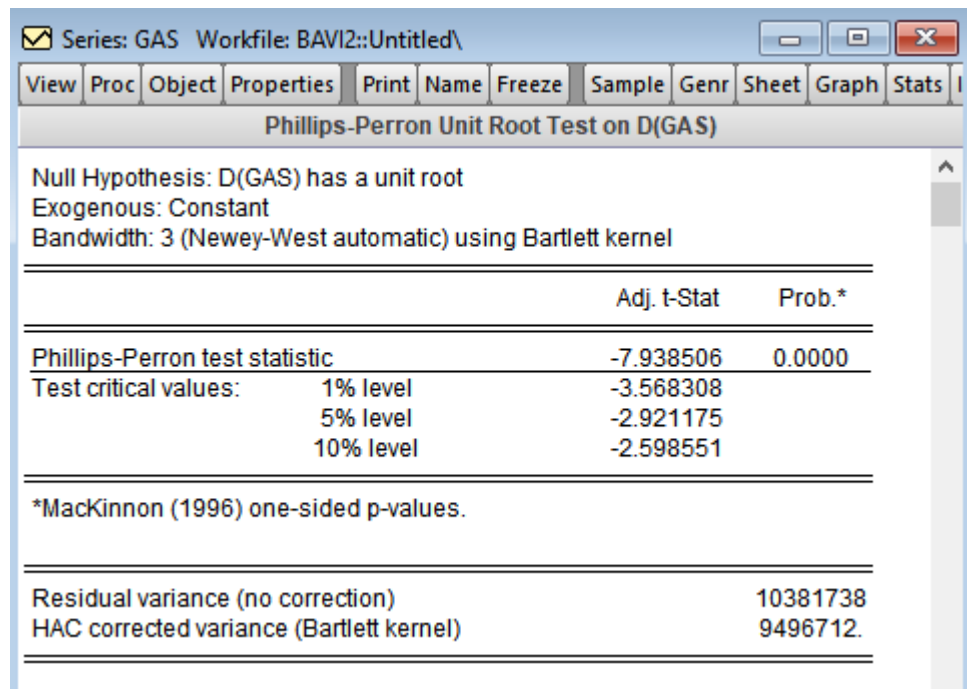 Series: GAS Workfile: BAVI2::Untitled\
View Proc Object Properties Print Name Freeze Sample Genr Sheet Graph Stats
Phillips-Perron Unit Root Test on D(GAS)
Null Hypothesis: D(GAS) has a unit root
Exogenous: Constant
Bandwidth: 3 (Newey-West automatic) using Bartlett kernel
Adj. t-Stat Prob.*
Phillips-Perron test statistic -7.938506 0.0000
Test critical values: 1% level -3.568308
5% level -2.921175
10% level -2.598551
*MacKinnon (1996) one-sided p-values.
Residual variance (no correction) 10381738
HAC corrected variance (Bartlett kernel) 9496712.